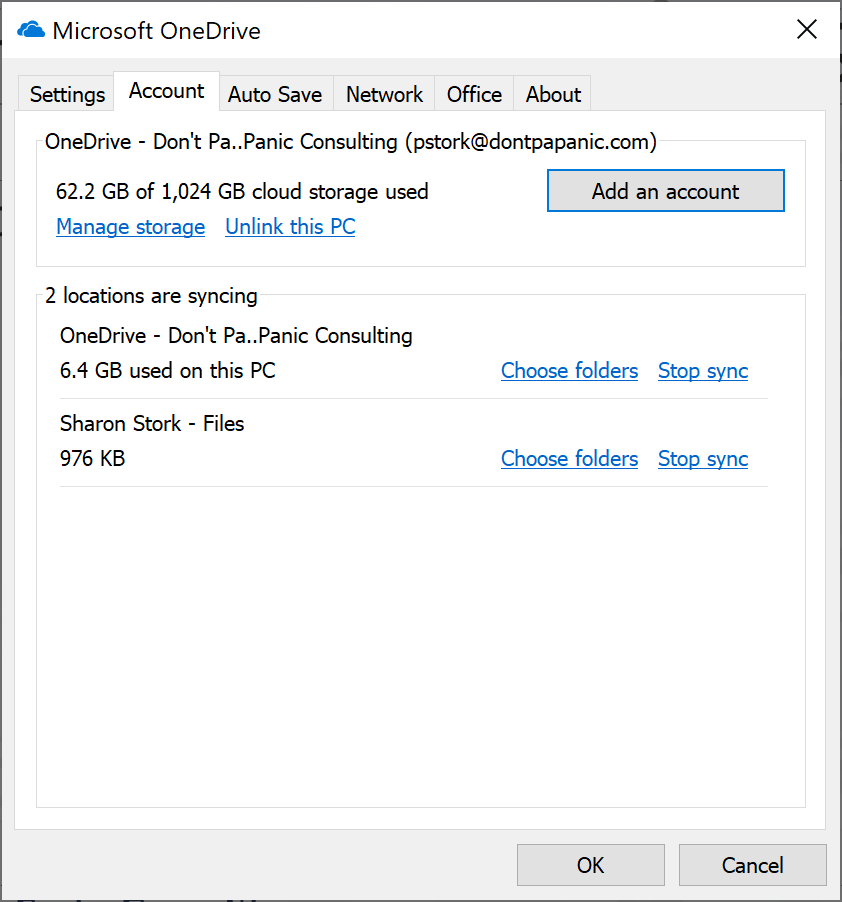 Microsoft OneDrive
Settings Account Auto Save Network Office About
OneDrive - Don't Pa..Panic Consulting (pstork@dontpapanic.com)
62.2 GB of 1,024 GB cloud storage used Add an account
Manage storage Unlink this PC
2 locations are syncing
OneDrive - Don't Pa..Panic Consulting
6.4 GB used on this PC Choose folders Stop sync
Sharon Stork - Files
976 KB Choose folders Stop sync
OK Cancel